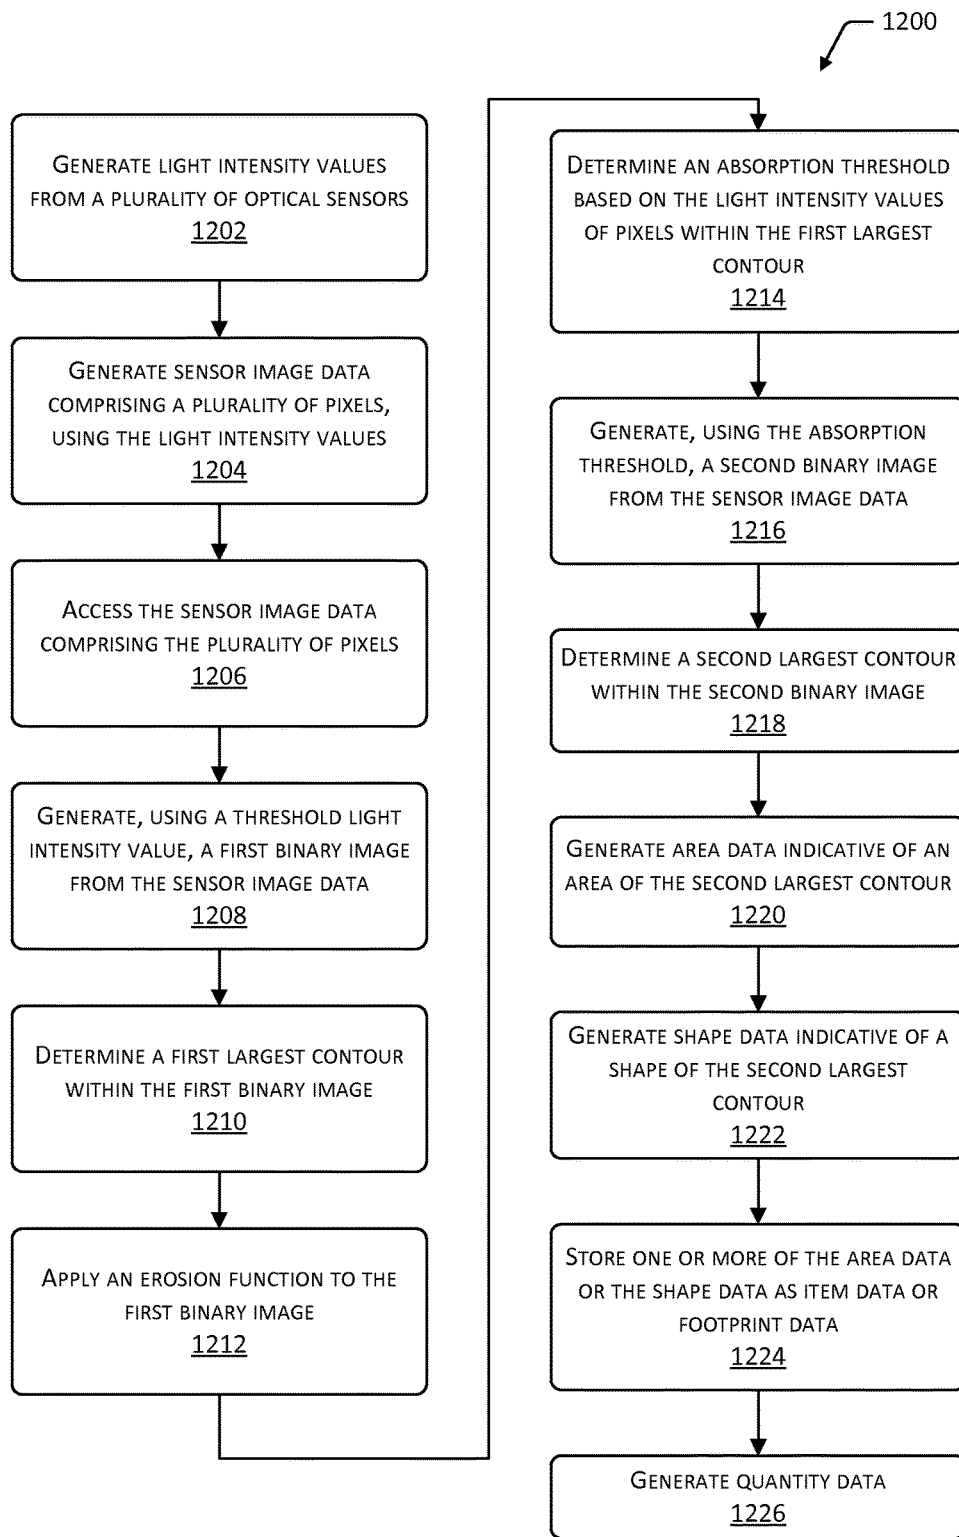 1200
GENERATE LIGHT INTENSITY VALUES
FROM A PLURALITY OF OPTICAL SENSORS
1202
GENERATE SENSOR IMAGE DATA
COMPRISING A PLURALITY OF PIXELS,
USING THE LIGHT INTENSITY VALUES
1204
ACCESS THE SENSOR IMAGE DATA
COMPRISING THE PLURALITY OF PIXELS
1206
GENERATE, USING A THRESHOLD LIGHT
INTENSITY VALUE, A FIRST BINARY IMAGE
FROM THE SENSOR IMAGE DATA
1208
DETERMINE A FIRST LARGEST CONTOUR
WITHIN THE FIRST BINARY IMAGE
1210
APPLY AN EROSION FUNCTION TO THE
FIRST BINARY IMAGE
1212
DETERMINE AN ABSORPTION THRESHOLD
BASED ON THE LIGHT INTENSITY VALUES
OF PIXELS WITHIN THE FIRST LARGEST
CONTOUR
1214
GENERATE, USING THE ABSORPTION
THRESHOLD, A SECOND BINARY IMAGE
FROM THE SENSOR IMAGE DATA
1216
DETERMINE A SECOND LARGEST CONTOUR
WITHIN THE SECOND BINARY IMAGE
1218
GENERATE AREA DATA INDICATIVE OF AN
AREA OF THE SECOND LARGEST CONTOUR
1220
GENERATE SHAPE DATA INDICATIVE OF A
SHAPE OF THE SECOND LARGEST
CONTOUR
1222
STORE ONE OR MORE OF THE AREA DATA
OR THE SHAPE DATA AS ITEM DATA OR
FOOTPRINT DATA
1224
GENERATE QUANTITY DATA
1226